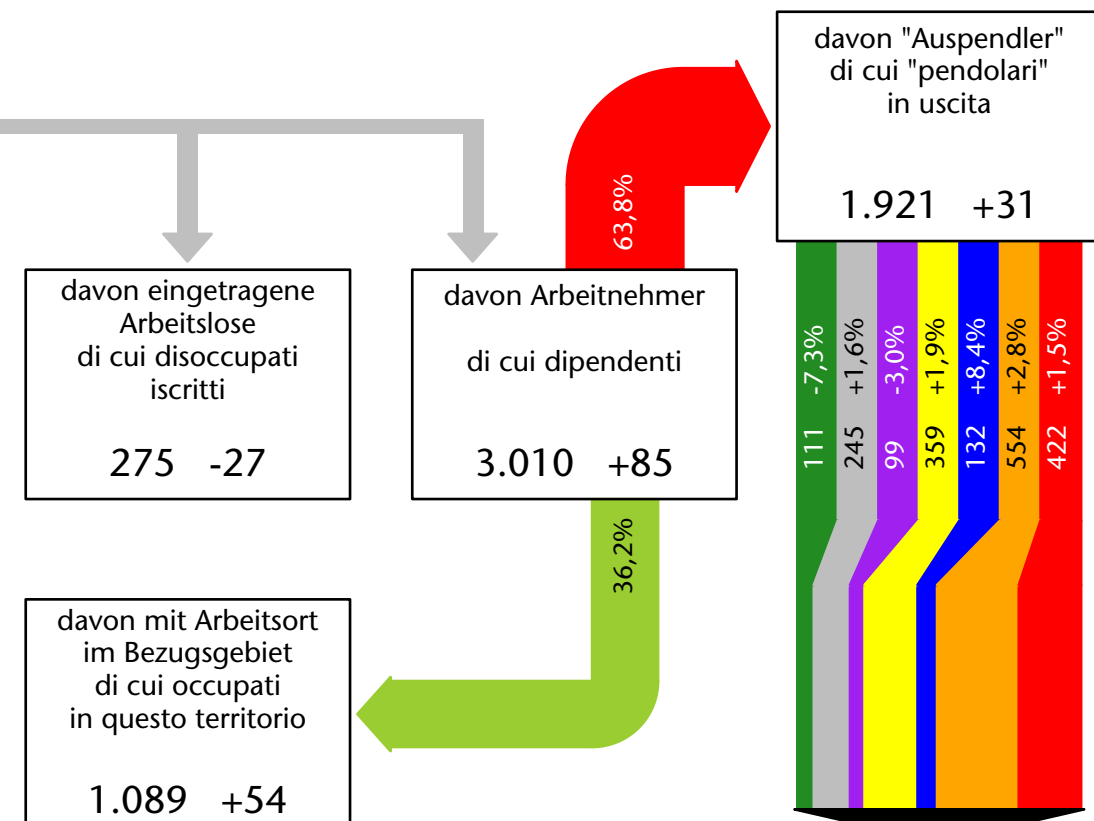 davon "Auspendler"
di cui "pendolari"
in uscita
1.921 +31
63,8%
davon eingetragene
Arbeitslose
di cui disoccupati
iscritti
275 -27
davon Arbeitnehmer
di cui dipendenti
3.010 +85
111 -7,3%
245 +1,6%
99 -3,0%
359 +1,9%
132 +8,4%
554 +2,8%
422 +1,5%
36,2%
davon mit Arbeitsort
im Bezugsgebiet
di cui occupati
in questo territorio
1.089 +54